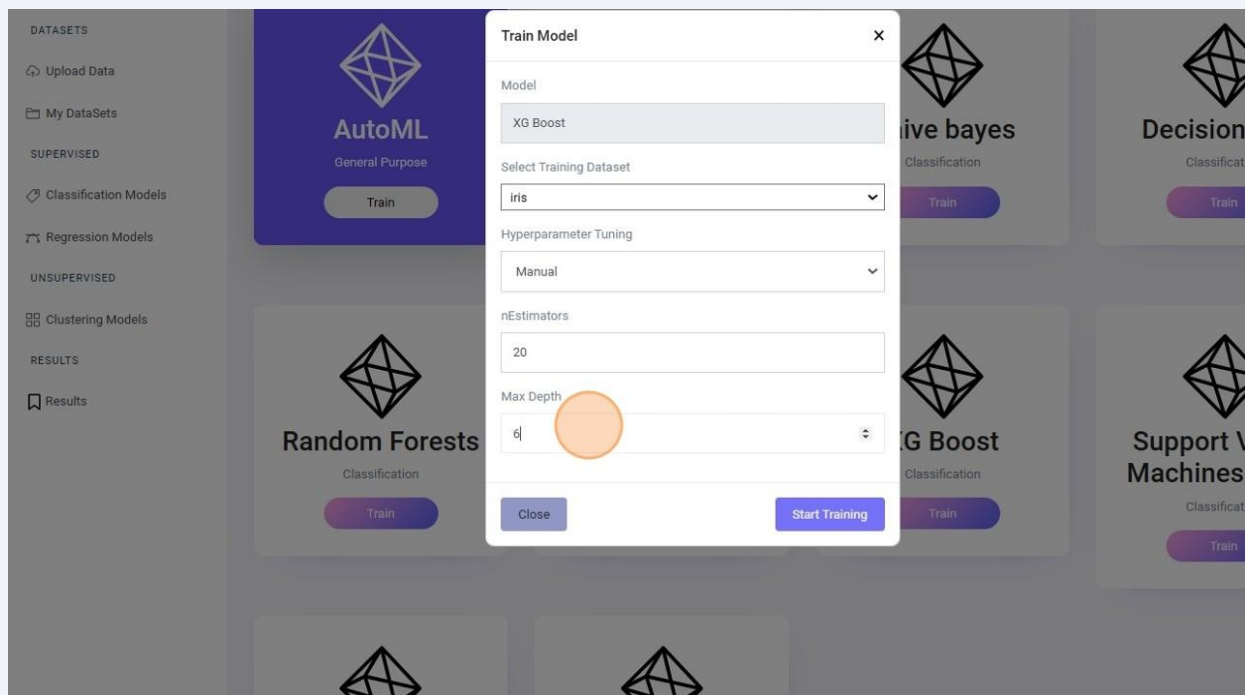 DATASETS
Upload Data
My DataSets
SUPERVISED
Classification Models
Regression Models
UNSUPERVISED
Clustering Models
RESULTS
Results
AutoML
General Purpose
Train
Train Model
×
Model
XG Boost
Select Training Dataset
iris
Hyperparameter Tuning
Manual
nEstimators
20
Max Depth
6
Close
Start Training
ive bayes
Classification
Train
Decision
Classificat
Train
Random Forests
Classification
Train
G Boost
Classification
Train
Support
Machines
Classificat
Train